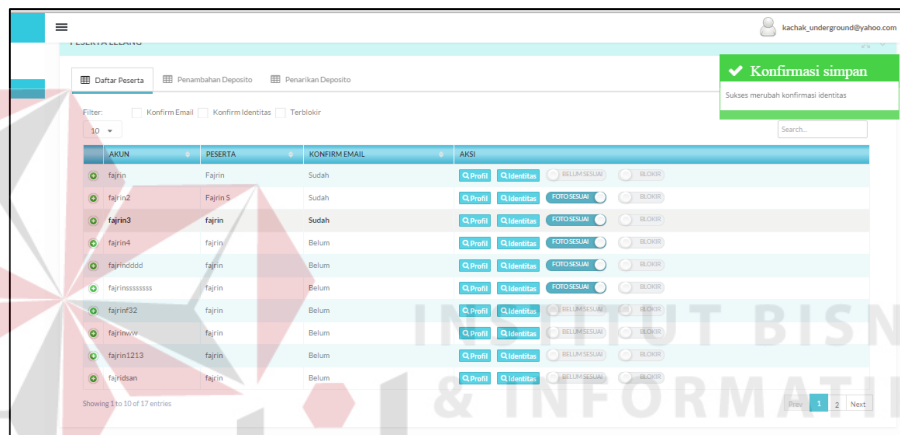 kachak_underground@yahoo.com
PESERTA LELANG
Konfirmasi simpan
Sukses merubah konfirmasi identitas
Daftar Peserta Penambahan Deposito Penarikan Deposito
Filter: Konfirm Email Konfirm Identitas Terblokir
10
Search...
AKUN PESERTA KONFIRM EMAIL AKSI
fajrin Fajrin Sudah Profil Identitas BELUM SESUAI BLOKIR
fajrin2 Fajrin S Sudah Profil Identitas FOTO SESUAI BLOKIR
fajrin3 fajrin Sudah Profil Identitas FOTO SESUAI BLOKIR
fajrin4 fajrin Belum Profil Identitas FOTO SESUAI BLOKIR
fajrindddd fajrin Belum Profil Identitas FOTO SESUAI BLOKIR
fajrinsssssssss fajrin Belum Profil Identitas FOTO SESUAI BLOKIR
fajrinf32 fajrin Belum Profil Identitas BELUM SESUAI BLOKIR
fajrinww fajrin Belum Profil Identitas BELUM SESUAI BLOKIR
fajrin1213 fajrin Belum Profil Identitas BELUM SESUAI BLOKIR
fajridsan fajrin Belum Profil Identitas BELUM SESUAI BLOKIR
Showing 1 to 10 of 17 entries
Prev 1 2 Next